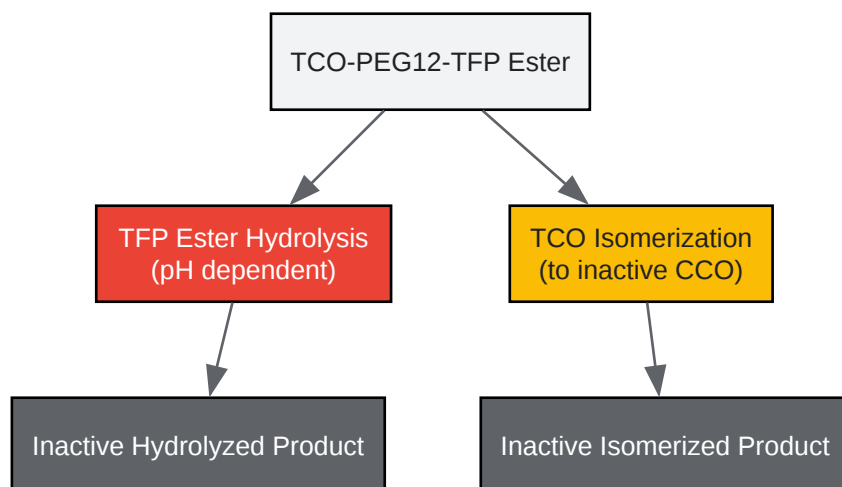 TCO-PEG12-TFP Ester
TFP Ester Hydrolysis
(pH dependent)
TCO Isomerization
(to inactive CCO)
Inactive Hydrolyzed Product
Inactive Isomerized Product